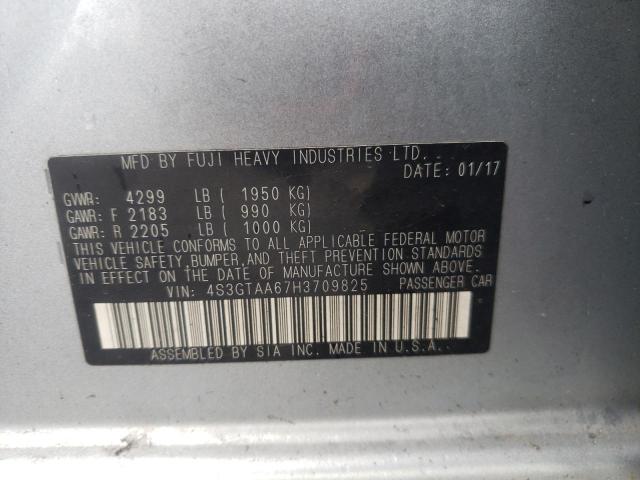 MFD BY FUJI HEAVY INDUSTRIES LTD.
DATE: 01/17
GVWR: 4299 LB ( 1950 KG)
GAWR: F 2183 LB ( 990 KG)
GAWR: R 2205 LB ( 1000 KG)
THIS VEHICLE CONFORMS TO ALL APPLICABLE FEDERAL MOTOR
VEHICLE SAFETY, BUMPER, AND THEFT PREVENTION STANDARDS
IN EFFECT ON THE DATE OF MANUFACTURE SHOWN ABOVE.
VIN: 4S3GTAA67H3709825 PASSENGER CAR
ASSEMBLED BY SIA INC. MADE IN U.S.A.